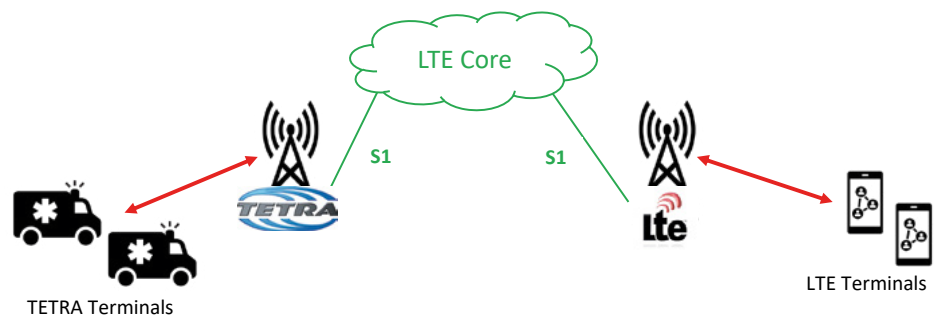 LTE Core
S1
S1
TETRA
Lte
LTE Terminals
TETRA Terminals